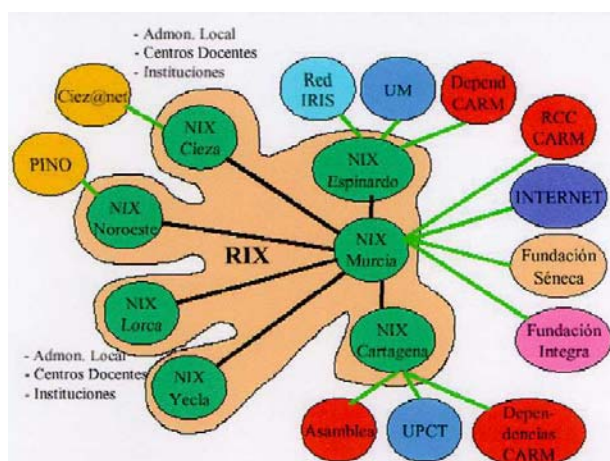 - Admon. Local
- Centros Docentes
- Instituciones
Ciez@net
NIX
Cieza
Red
IRIS
UM
Depend
CARM
RCC
CARM
PINO
NIX
Noroeste
NIX
Espinardo
INTERNET
RIX
NIX
Murcia
Fundación
Séneca
NIX
Lorca
NIX
Cartagena
Fundación
Integra
- Admon. Local
- Centros Docentes
- Instituciones
NIX
Yecla
Asamblea
UPCT
Depen-
dencias
CARM